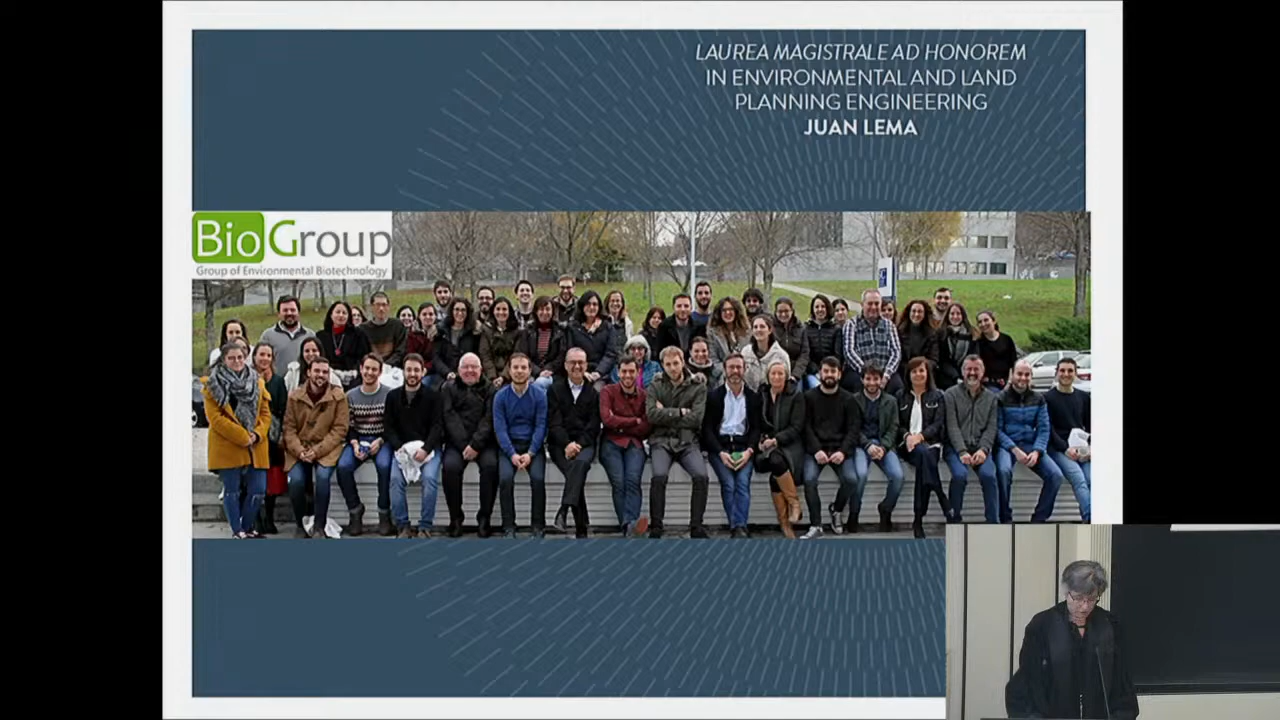 LAUREA MAGISTRALE AD HONOREM
IN ENVIRONMENTAL AND LAND
PLANNING ENGINEERING
JUAN LEMA
BioGroup
Group of Environmental Biotechnology